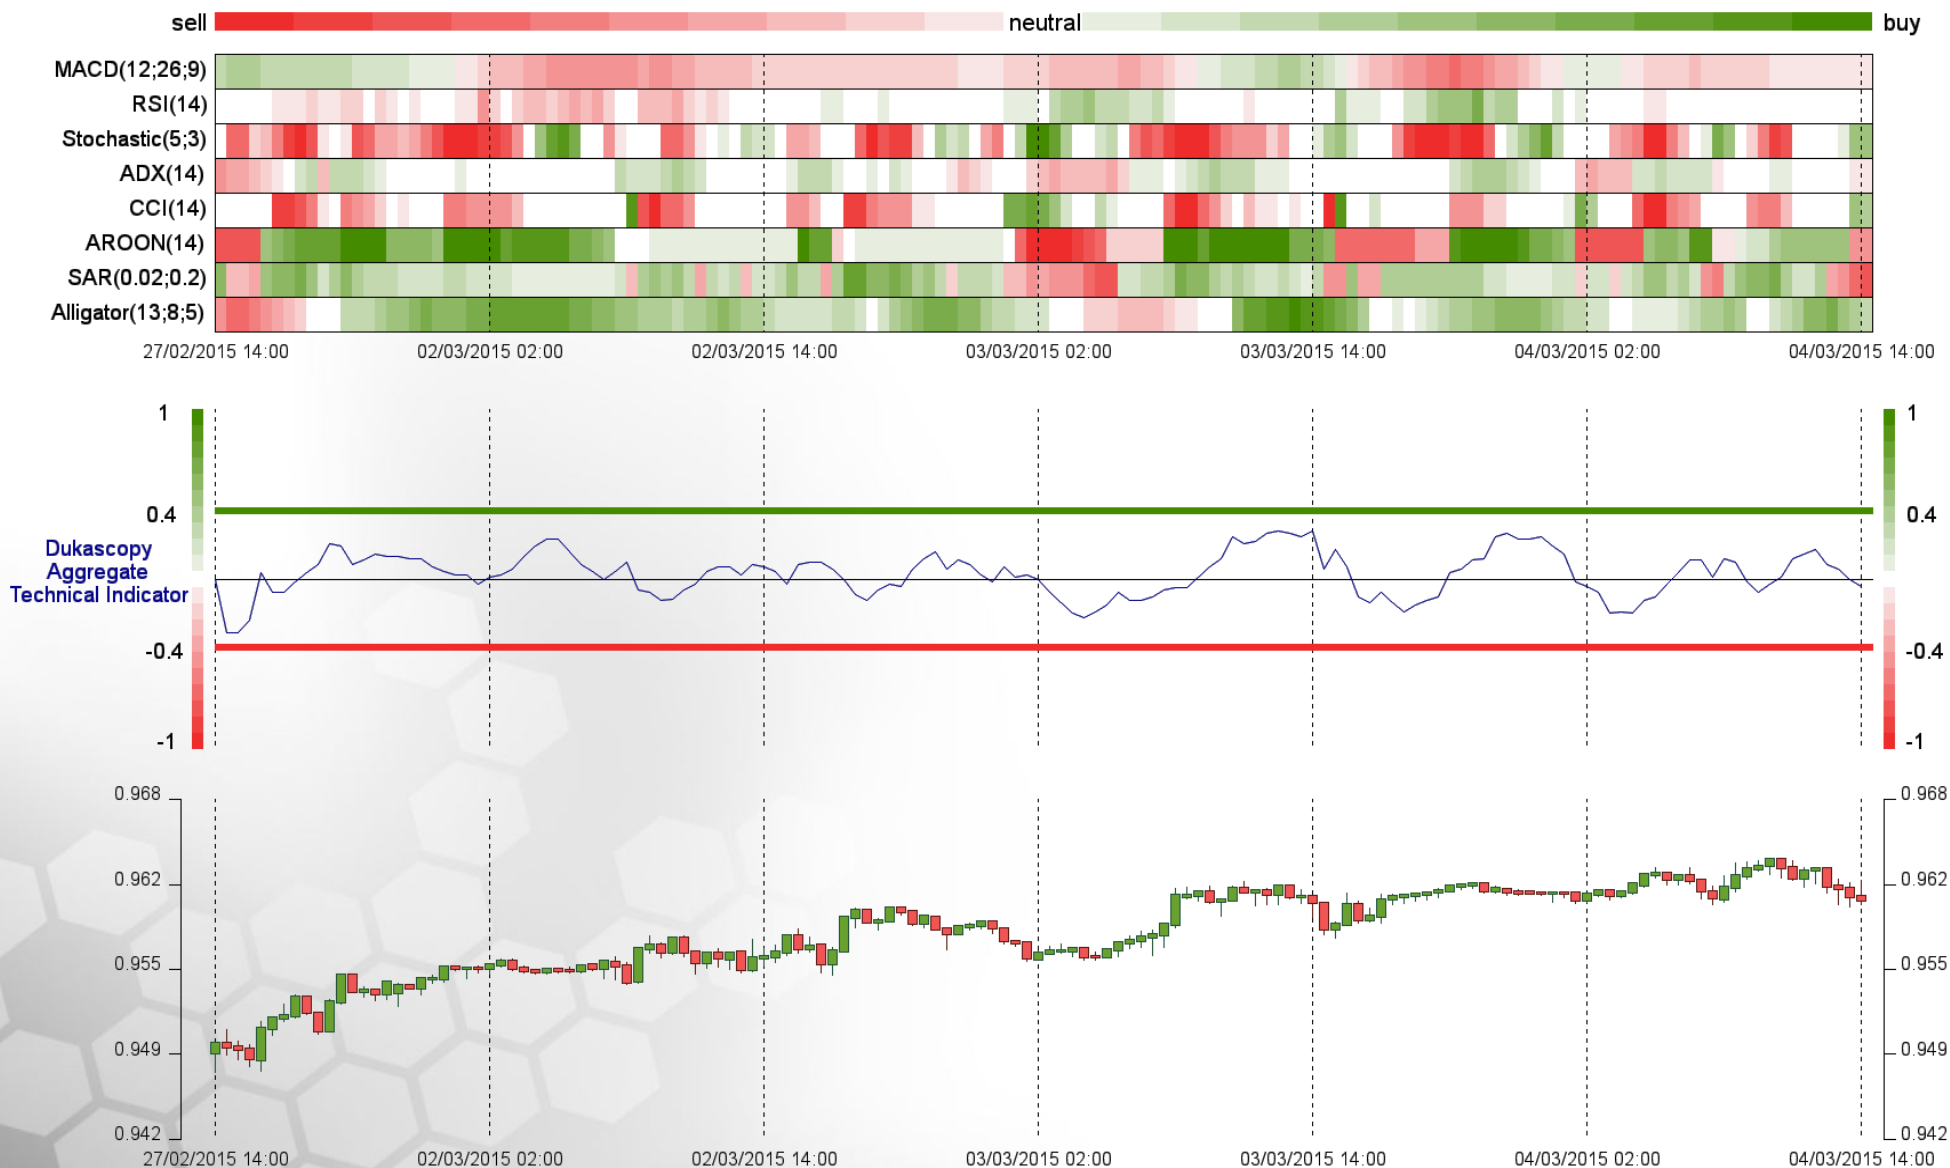 sell neutral buy
MACD(12;26;9)
RSI(14)
Stochastic(5;3)
ADX(14)
CCI(14)
AROON(14)
SAR(0.02;0.2)
Alligator(13;8;5)
27/02/2015 14:00 02/03/2015 02:00 02/03/2015 14:00 03/03/2015 02:00 03/03/2015 14:00 04/03/2015 02:00 04/03/2015 14:00
1 1
0.4 0.4
Dukascopy
Aggregate
Technical Indicator
-0.4 -0.4
-1 -1
0.968 0.968
0.962 0.962
0.955 0.955
0.949 0.949
0.942 0.942
27/02/2015 14:00 02/03/2015 02:00 02/03/2015 14:00 03/03/2015 02:00 03/03/2015 14:00 04/03/2015 02:00 04/03/2015 14:00